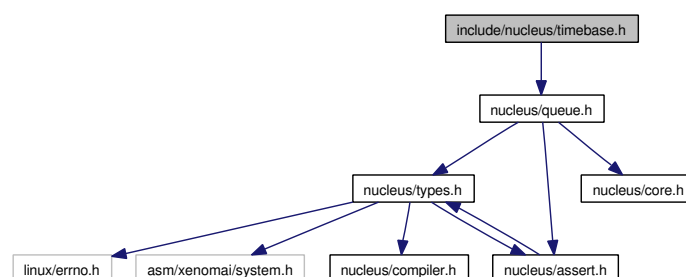 include/nucleus/timebase.h
nucleus/queue.h
nucleus/types.h
nucleus/core.h
linux/errno.h
asm/xenomai/system.h
nucleus/compiler.h
nucleus/assert.h